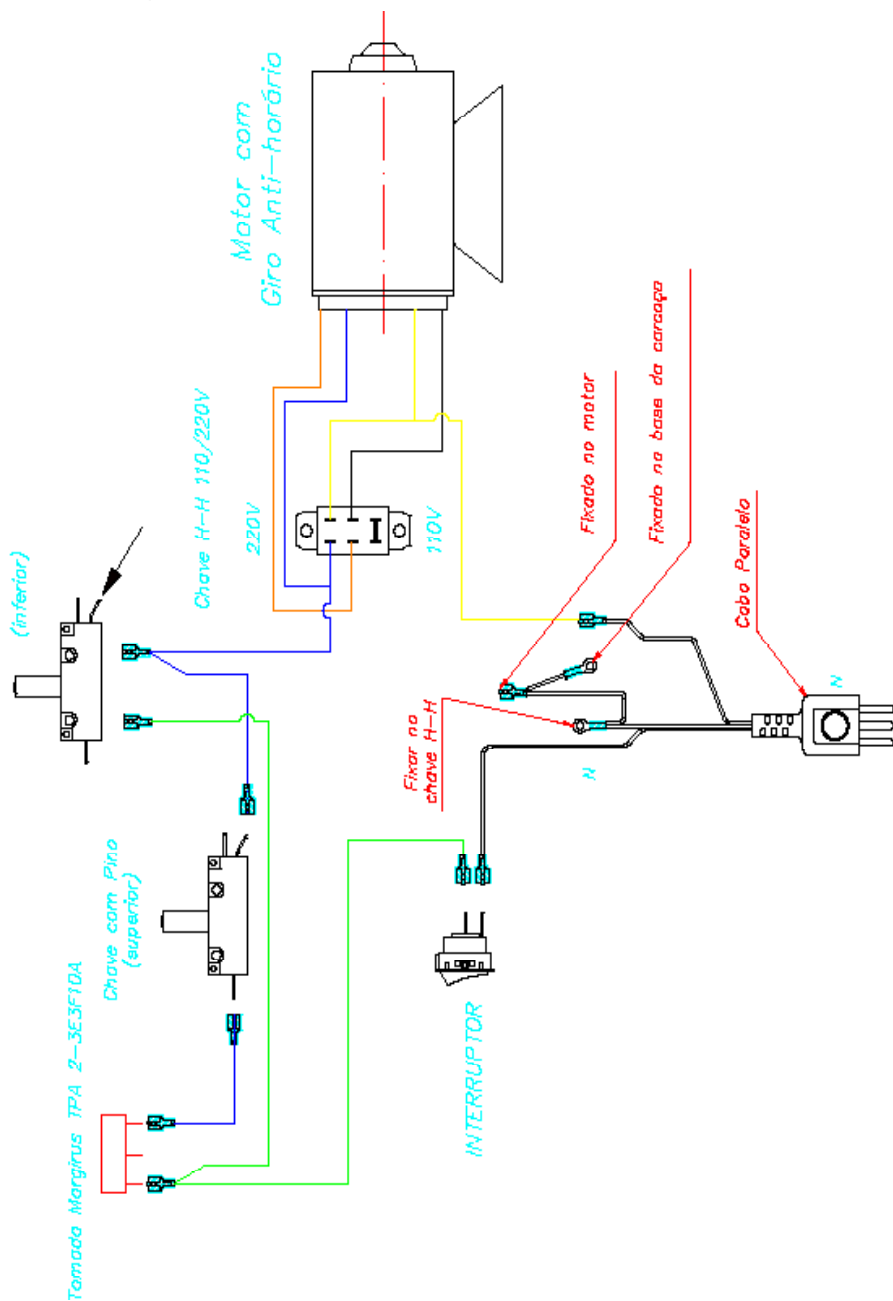 Motor com
Giro Anti-horário
Chave H-H 110/220V
220V
110V
(inferior)
Fixado no motor
Fixado na base da carcaça
Cabo Paralelo
N
Fixar na
chave H-H
N
Chave com Pino
(superior)
INTERRUPTOR
Tomada Margirus TPA 2-3E3F10A